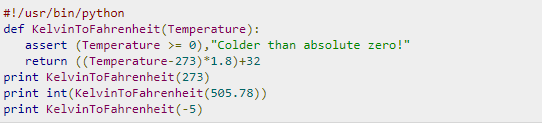 #!/usr/bin/python
def KelvinToFahrenheit(Temperature):
   assert (Temperature >= 0),"Colder than absolute zero!"
   return ((Temperature-273)*1.8)+32
print KelvinToFahrenheit(273)
print int(KelvinToFahrenheit(505.78))
print KelvinToFahrenheit(-5)